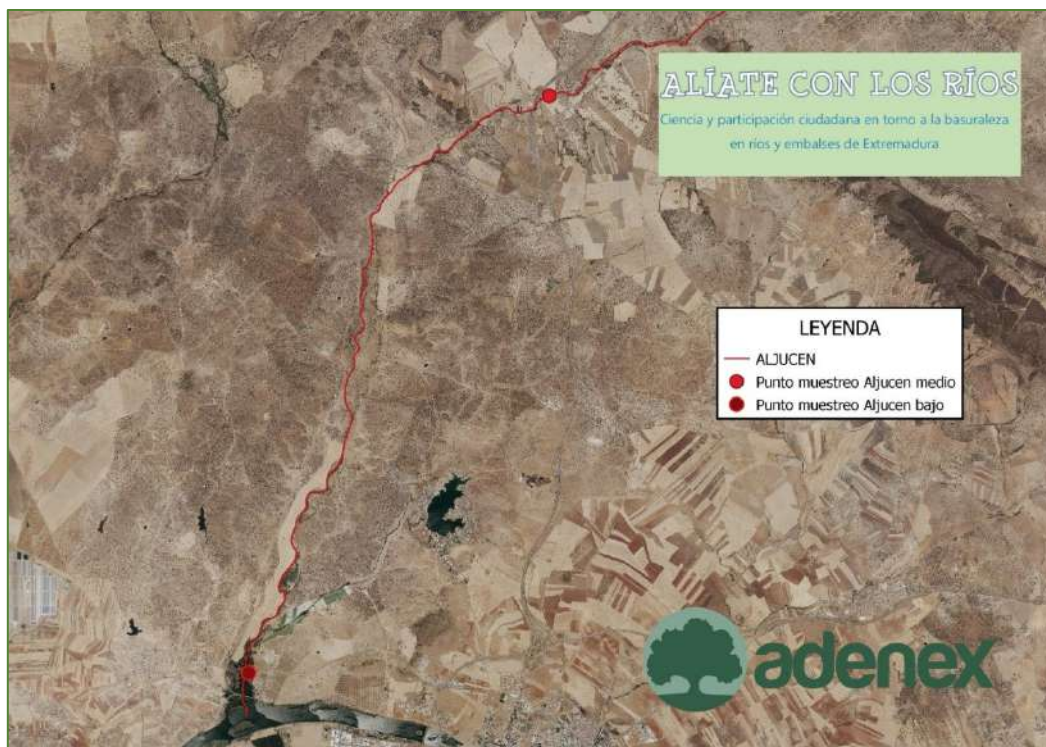 ALÍATE CON LOS RÍOS
Ciencia y participación ciudadana en torno a la basuraleza
en ríos y embalses de Extremadura
LEYENDA
ALJUCEN
Punto muestreo Aljucen medio
Punto muestreo Aljucen bajo
adenex